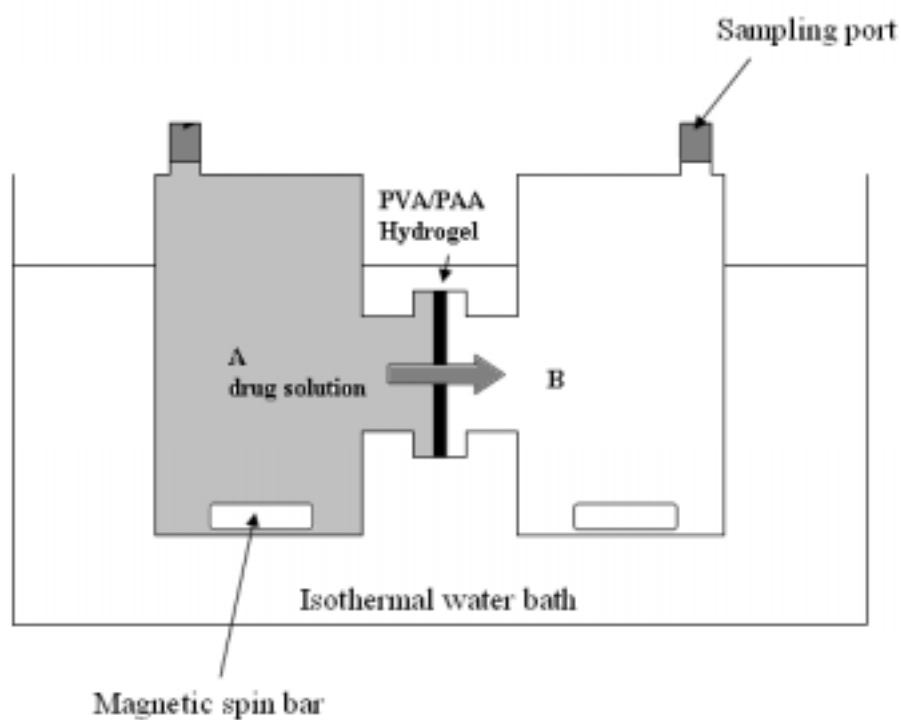 Sampling port
PVA/PAA
Hydrogel
A
drug solution
B
Isothermal water bath
Magnetic spin bar